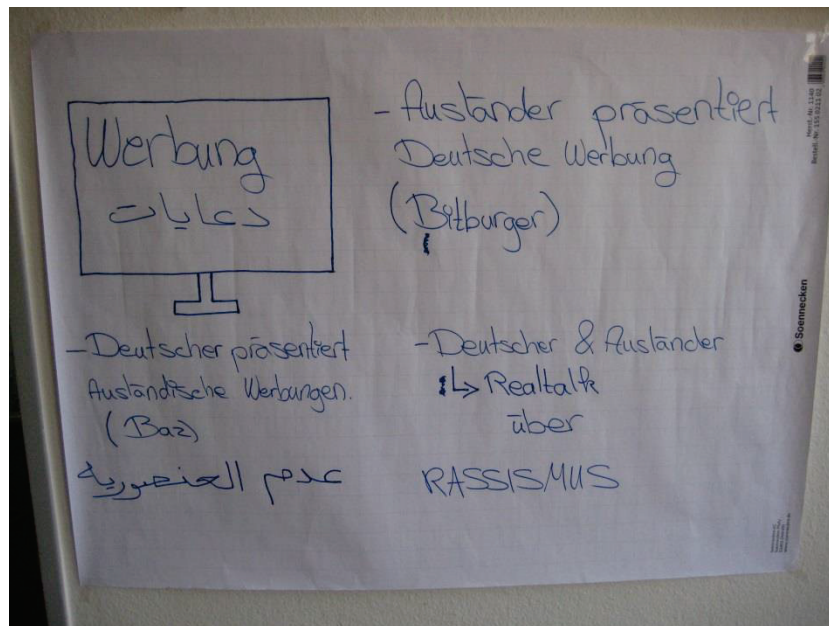 Werbung
دعايات
- Ausländer präsentiert
Deutsche Werbung
(Bitburger)
- Deutscher präsentiert
Ausländische Werbungen.
(Baz)
عدم العنصورية
- Deutscher & Ausländer
↳ Realtalk
über
RASSISMUS
Soennecken